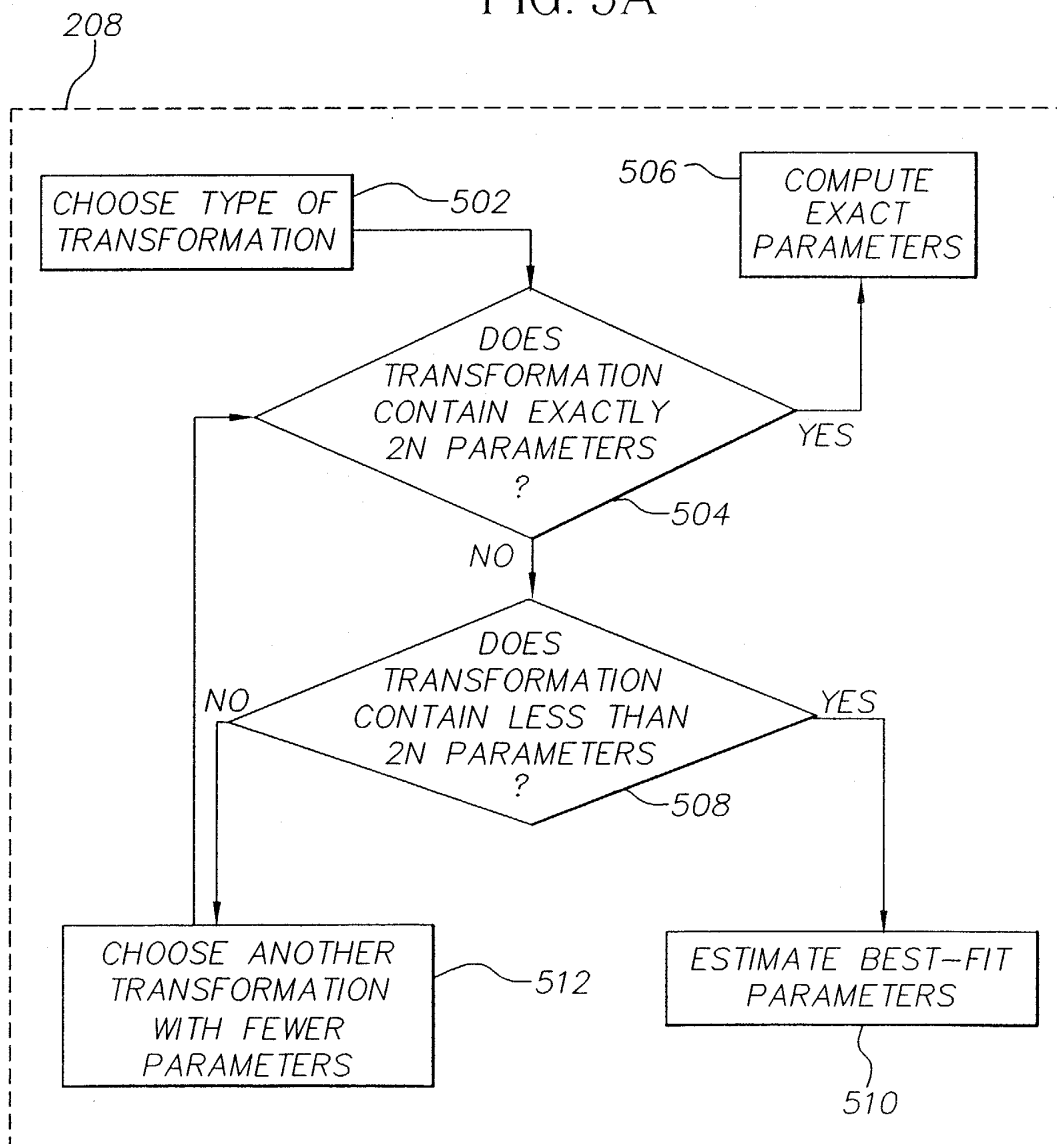 FIG. 5A
208
CHOOSE TYPE OF
TRANSFORMATION
502
506
COMPUTE
EXACT
PARAMETERS
DOES
TRANSFORMATION
CONTAIN EXACTLY
2N PARAMETERS
?
YES
504
NO
DOES
TRANSFORMATION
CONTAIN LESS THAN
2N PARAMETERS
?
NO
YES
508
CHOOSE ANOTHER
TRANSFORMATION
WITH FEWER
PARAMETERS
512
ESTIMATE BEST-FIT
PARAMETERS
510